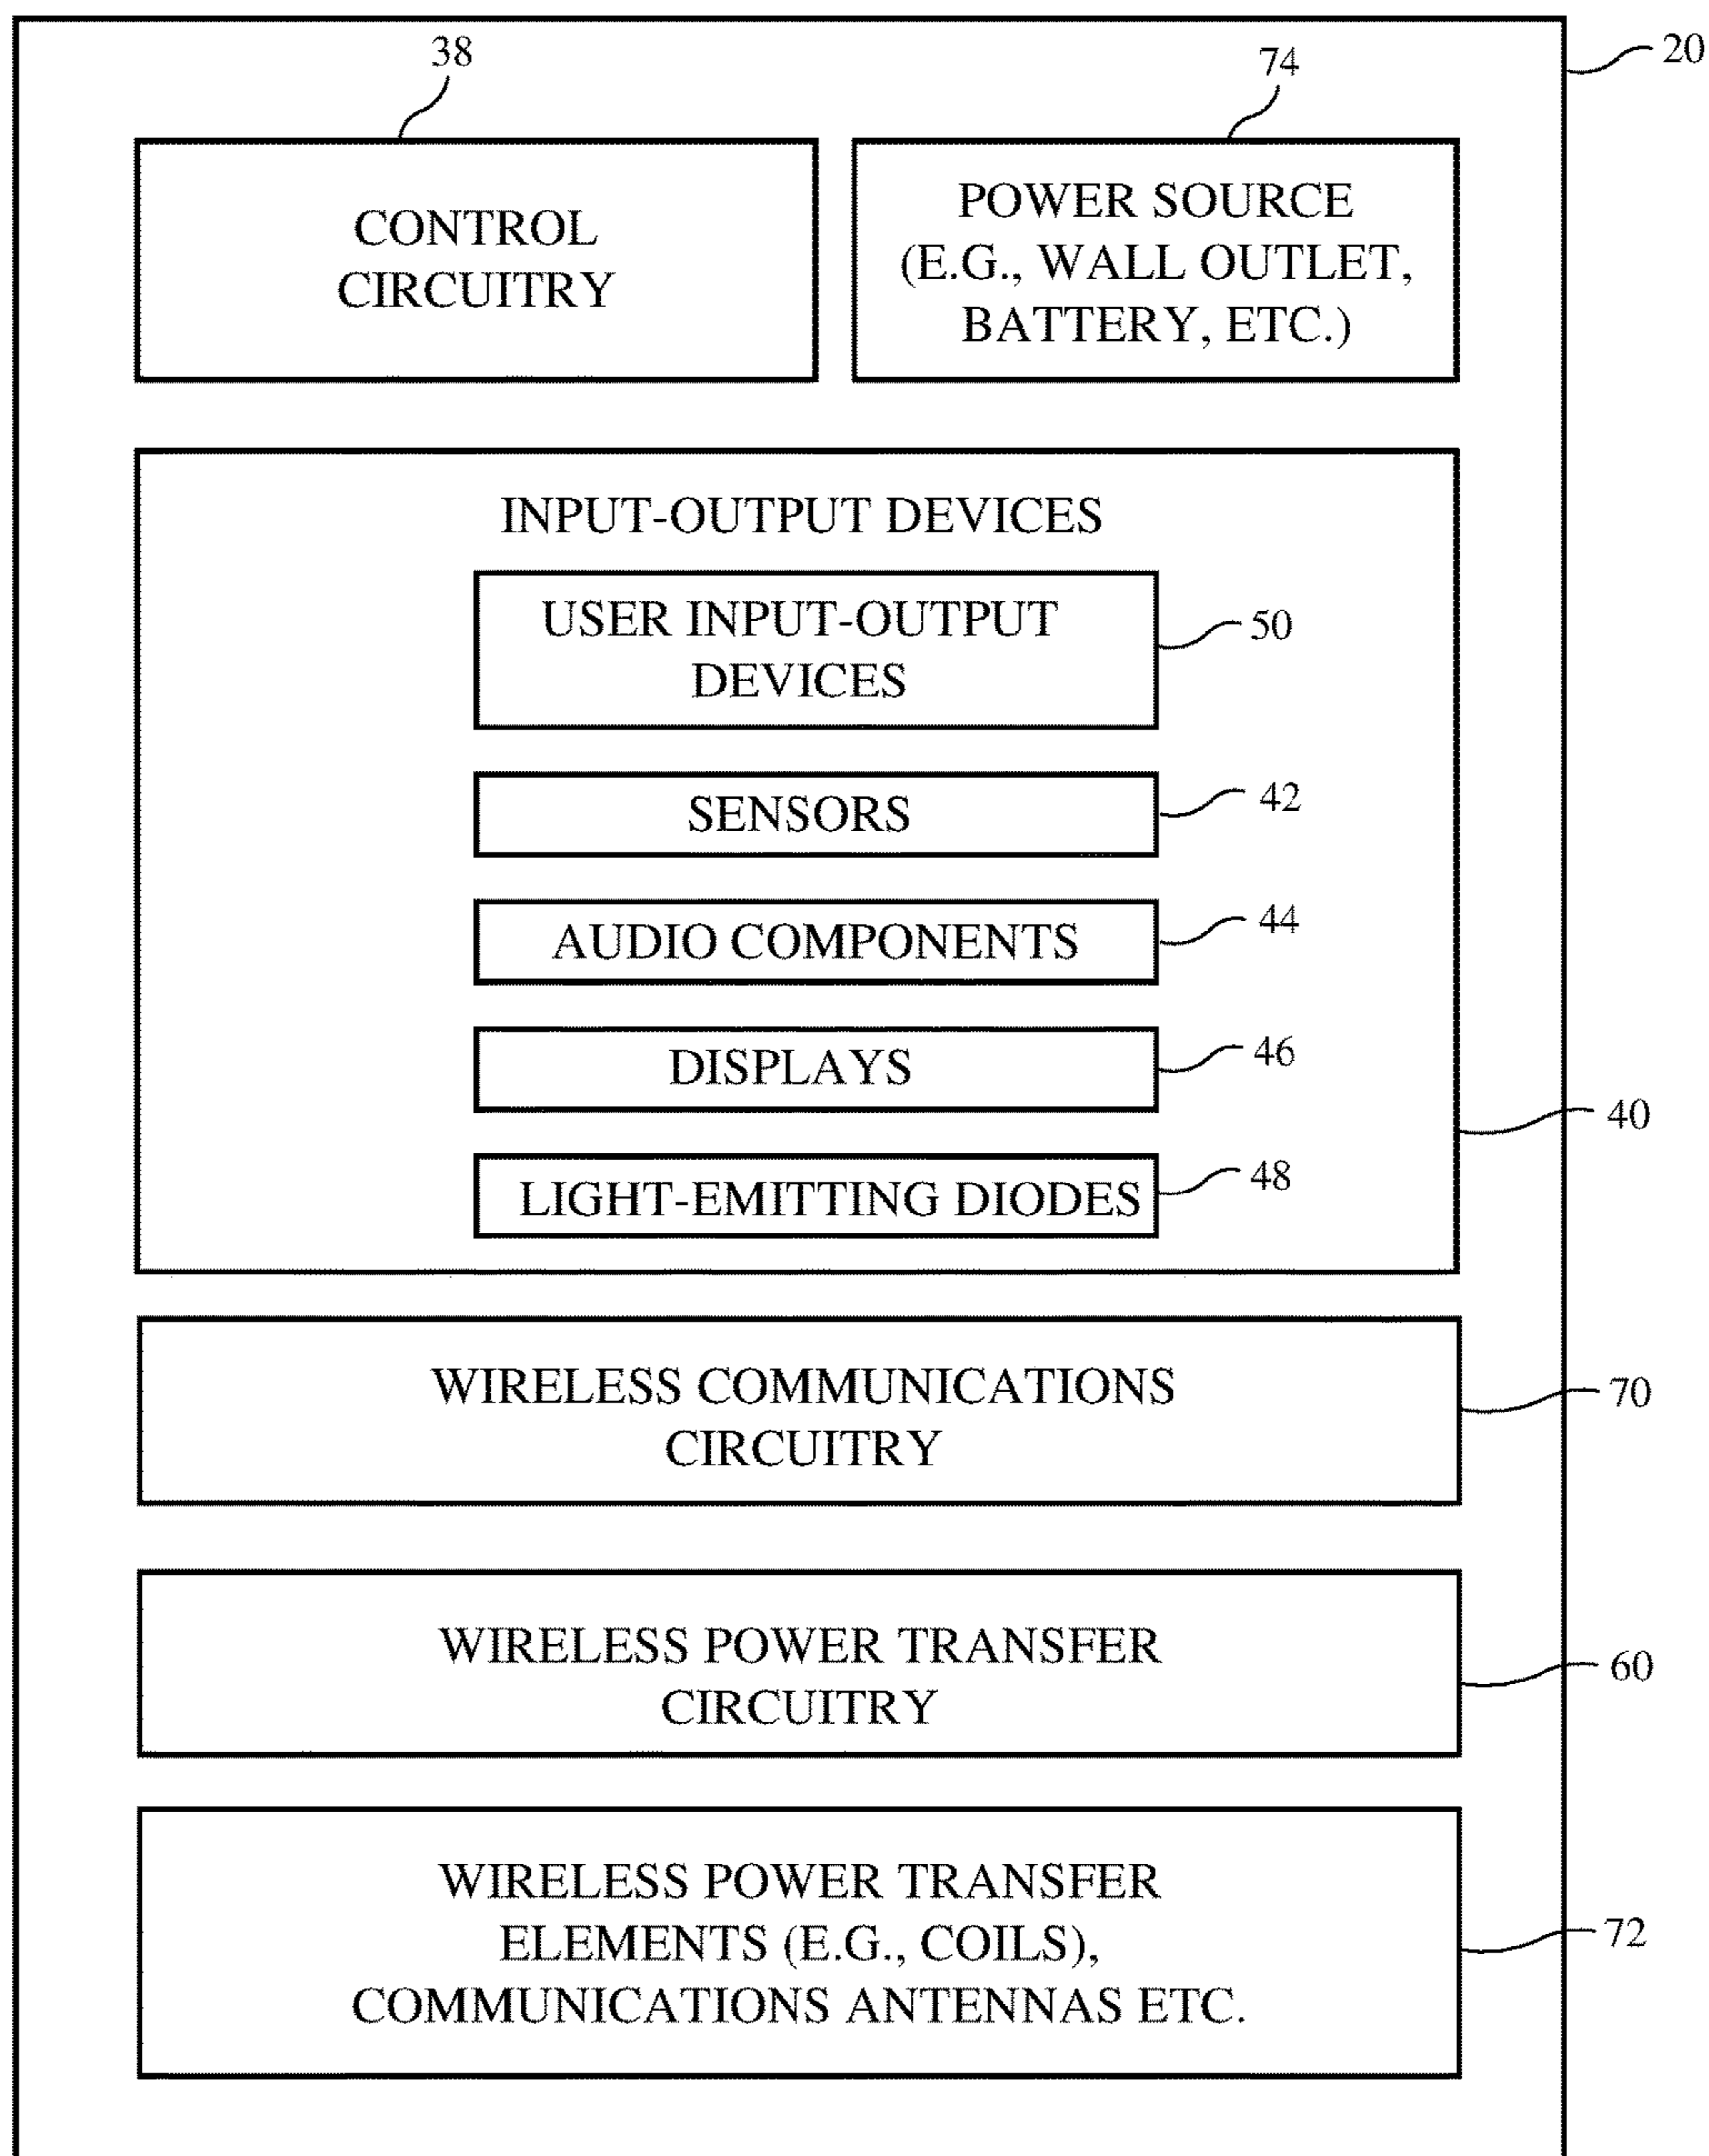 38
74
20
CONTROL
CIRCUITRY
POWER SOURCE
(E.G., WALL OUTLET,
BATTERY, ETC.)
INPUT-OUTPUT DEVICES
USER INPUT-OUTPUT
DEVICES
50
SENSORS
42
AUDIO COMPONENTS
44
DISPLAYS
46
40
LIGHT-EMITTING DIODES
48
WIRELESS COMMUNICATIONS
CIRCUITRY
70
WIRELESS POWER TRANSFER
CIRCUITRY
60
WIRELESS POWER TRANSFER
ELEMENTS (E.G., COILS),
COMMUNICATIONS ANTENNAS ETC.
72